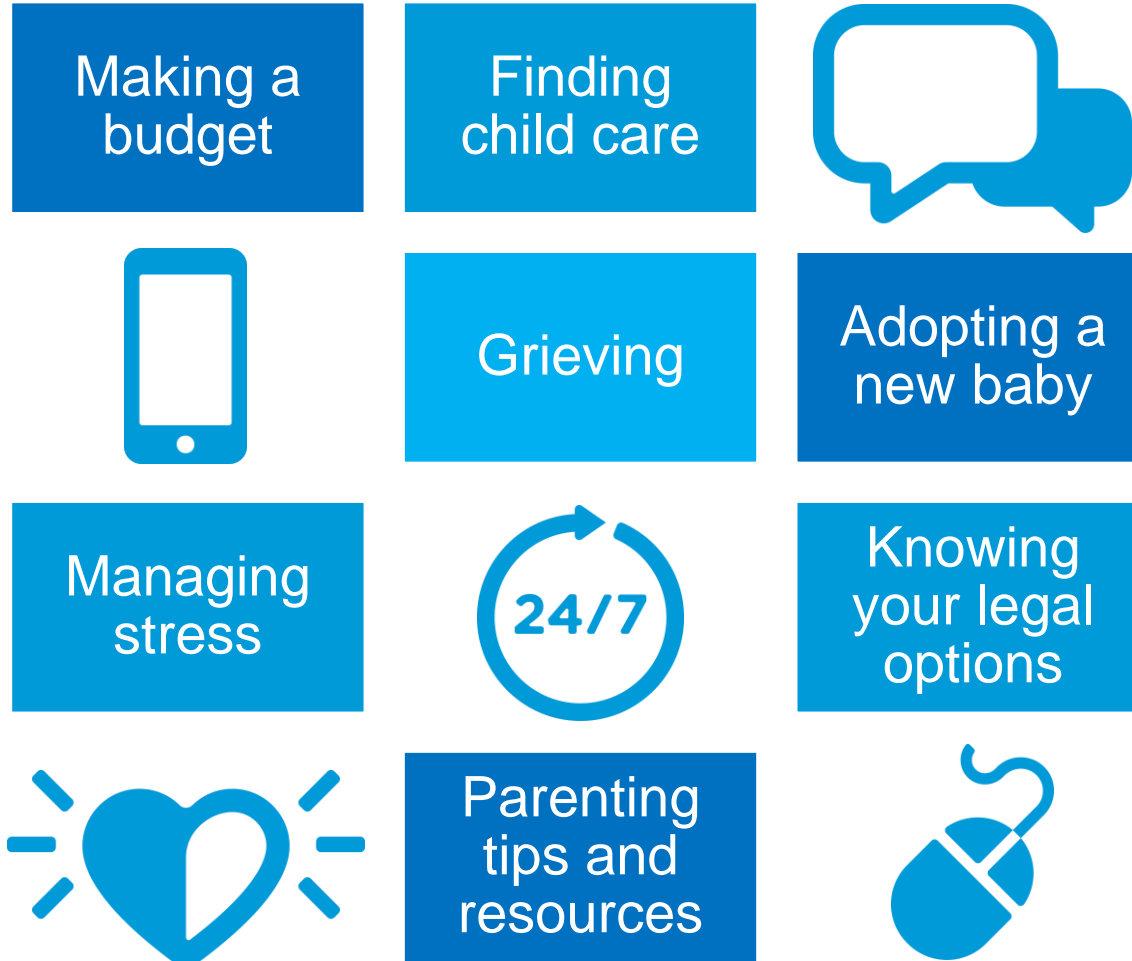 Making a
budget
Finding
child care
Grieving
Adopting a
new baby
Managing
stress
24/7
Knowing
your legal
options
Parenting
tips and
resources